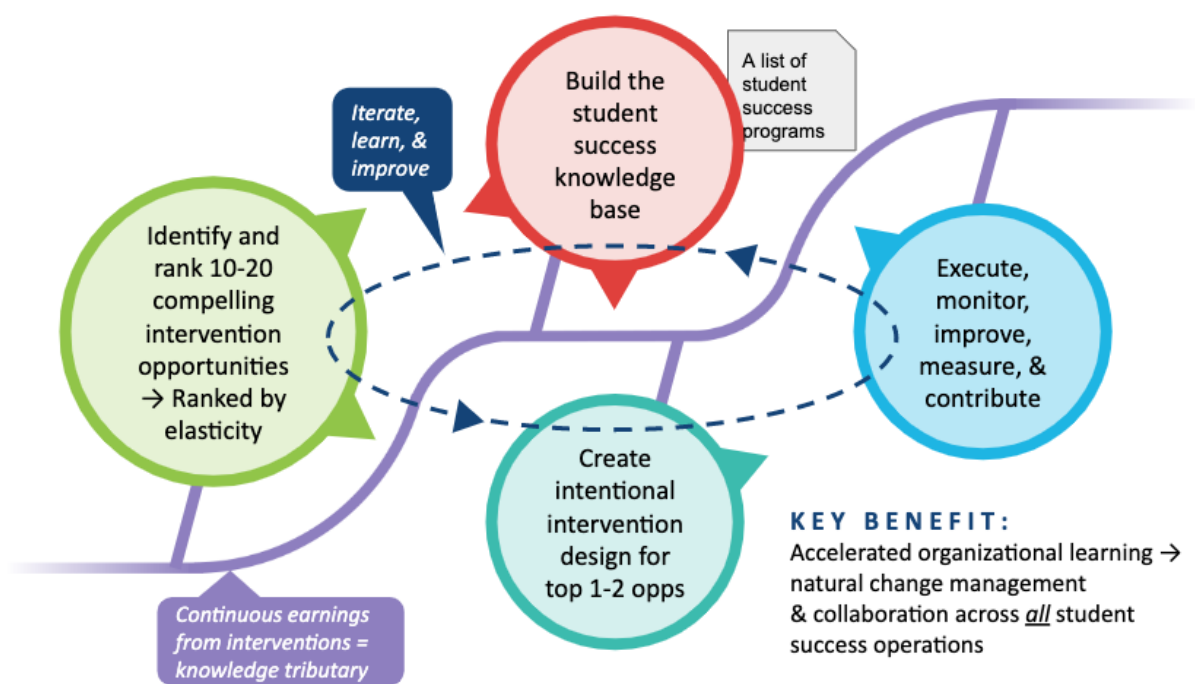 Build the
student
success
knowledge
base
A list of
student
success
programs
Iterate,
learn, &
improve
Identify and
rank 10-20
compelling
intervention
opportunities
→ Ranked by
elasticity
Execute,
monitor,
improve,
measure, &
contribute
Create
intentional
intervention
design for
top 1-2 opps
KEY BENEFIT:
Accelerated organizational learning →
natural change management
& collaboration across all student
success operations
Continuous earnings
from interventions =
knowledge tributary